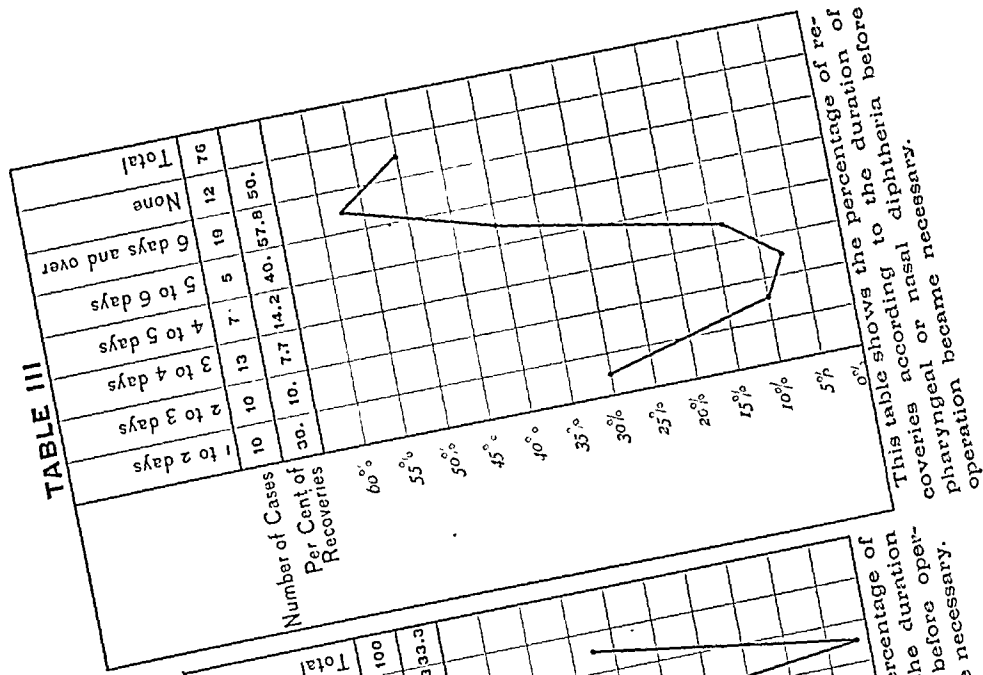 TABLE III
1 to 2 days
2 to 3 days
3 to 4 days
4 to 5 days
5 to 6 days
6 days and over
None
Total
Number of Cases 10 10 13 7 5 19 12 76
Per Cent. of
Recoveries 30. 10. 7.7 14.2 40. 57.8 50.
60%
55%
50%
45%
40%
35%
30%
25%
20%
15%
10%
5%
0%
This table shows the percentage of re-
coveries according to the duration of
pharyngeal or nasal diphtheria before
operation became necessary.
Total
100
33.3
ercentage of
he duration
before oper-
e necessary.